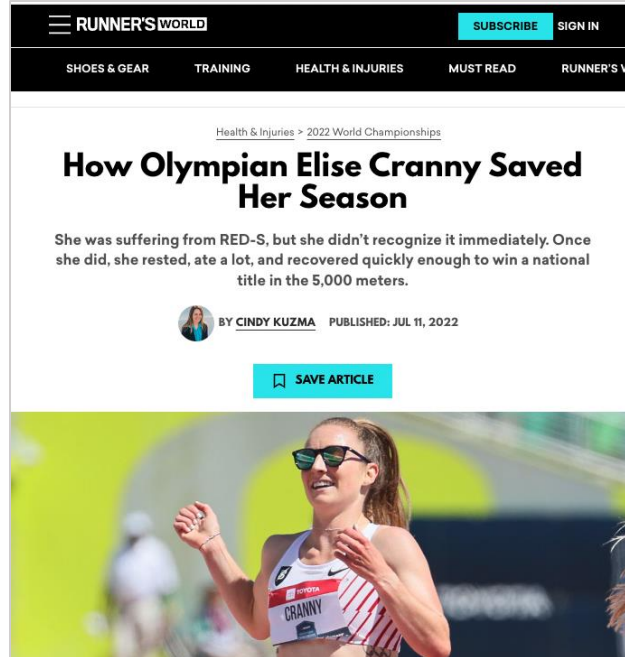 RUNNER'S WORLD
SUBSCRIBE SIGN IN
SHOES & GEAR TRAINING HEALTH & INJURIES MUST READ RUNNER'S
Health & Injuries > 2022 World Championships
How Olympian Elise Cranny Saved
Her Season
She was suffering from RED-S, but she didn't recognize it immediately. Once
she did, she rested, ate a lot, and recovered quickly enough to win a national
title in the 5,000 meters.
BY CINDY KUZMA PUBLISHED: JUL 11, 2022
SAVE ARTICLE
TOYOTA
CRANNY